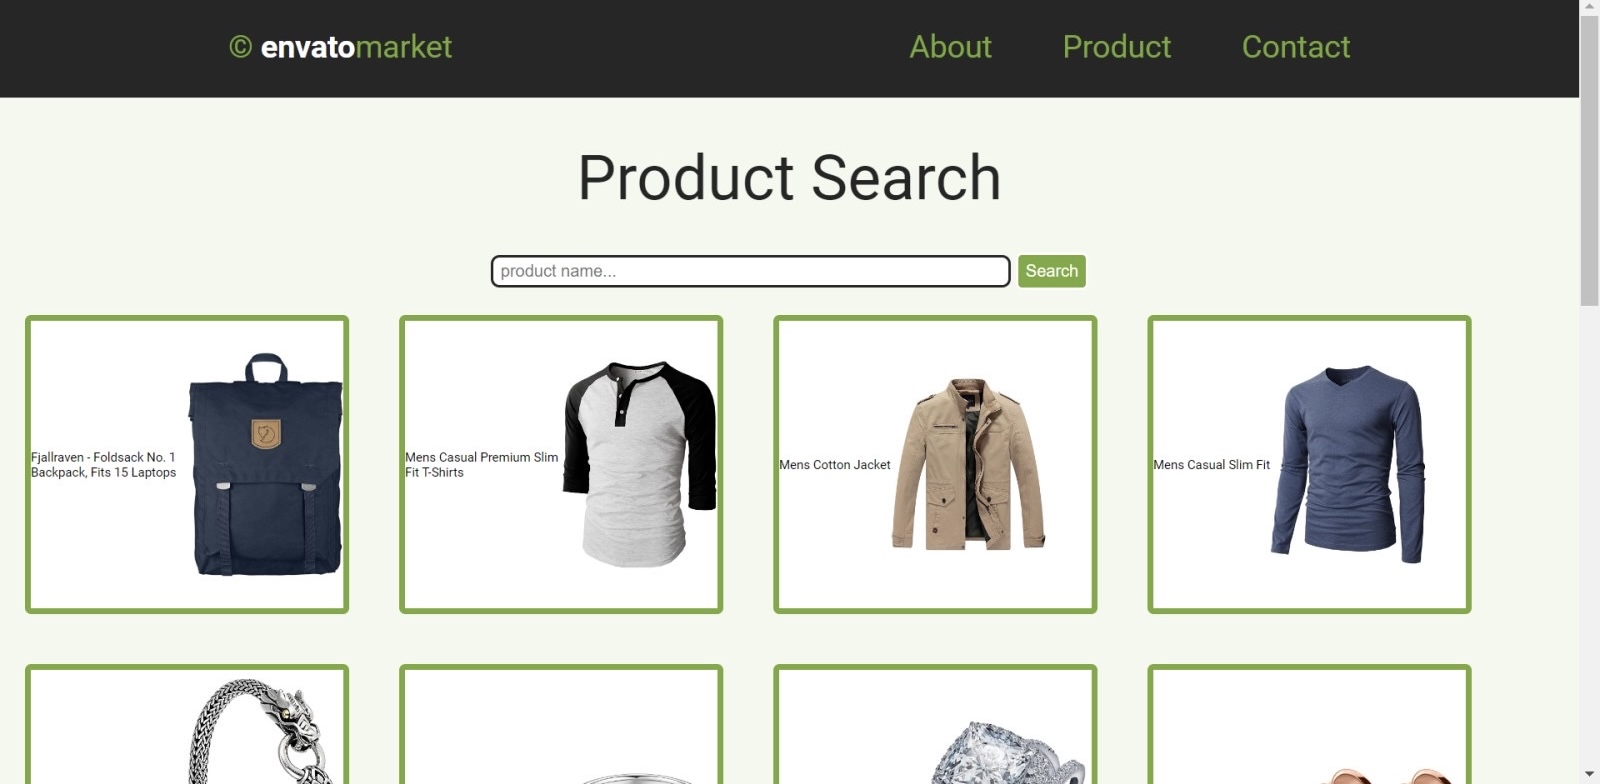 © envatomarket
About
Product
Contact
Product Search
product name...
Search
Fjallraven - Foldsack No. 1
Backpack, Fits 15 Laptops
Mens Casual Premium Slim
Fit T-Shirts
Mens Cotton Jacket
Mens Casual Slim Fit